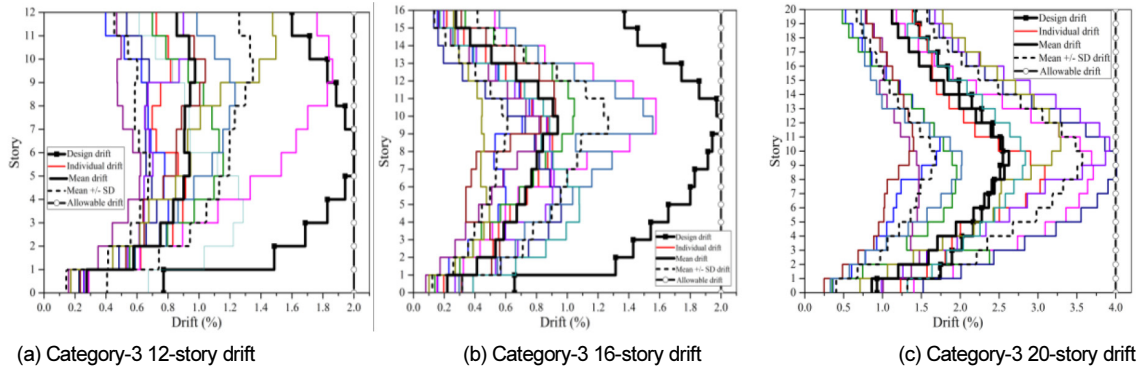 12
11
10
9
8
7
6
5
4
3
2
1
0
Story
Design drift
Individual drift
Mean drift
Mean +/- SD
Allowable drift
0.0 0.2 0.4 0.6 0.8 1.0 1.2 1.4 1.6 1.8 2.0
Drift (%)
(a) Category-3 12-story drift
16
15
14
13
12
11
10
9
8
7
6
5
4
3
2
1
0
Story
Design drift
Individual drift
Mean drift
Mean +/- SD drift
Allowable drift
0.0 0.2 0.4 0.6 0.8 1.0 1.2 1.4 1.6 1.8 2.0
Drift (%)
(b) Category-3 16-story drift
20
19
18
17
16
15
14
13
12
11
10
9
8
7
6
5
4
3
2
1
0
Story
Design drift
Individual drift
Mean drift
Mean +/- SD drift
Allowable drift
0.0 0.5 1.0 1.5 2.0 2.5 3.0 3.5 4.0
Drift (%)
(c) Category-3 20-story drift